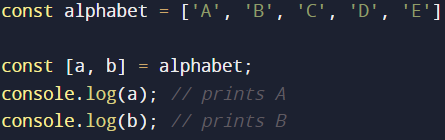 const alphabet = ['A', 'B', 'C', 'D', 'E']
const [a, b] = alphabet;
console.log(a); // prints A
console.log(b); // prints B